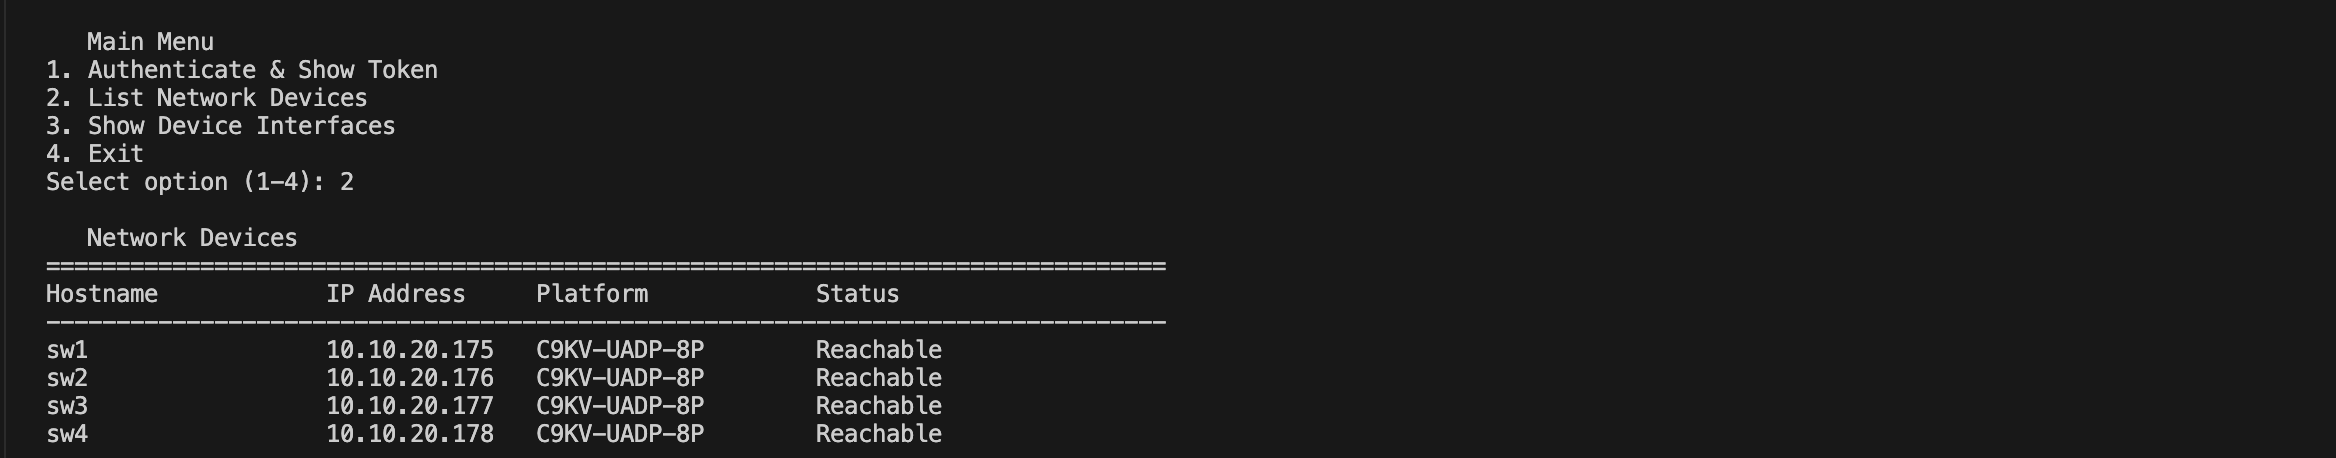 Main Menu
1. Authenticate & Show Token
2. List Network Devices
3. Show Device Interfaces
4. Exit
Select option (1-4): 2
Network Devices
================================================================================
Hostname            IP Address     Platform            Status
--------------------------------------------------------------------------------
sw1                 10.10.20.175   C9KV-UADP-8P        Reachable
sw2                 10.10.20.176   C9KV-UADP-8P        Reachable
sw3                 10.10.20.177   C9KV-UADP-8P        Reachable
sw4                 10.10.20.178   C9KV-UADP-8P        Reachable